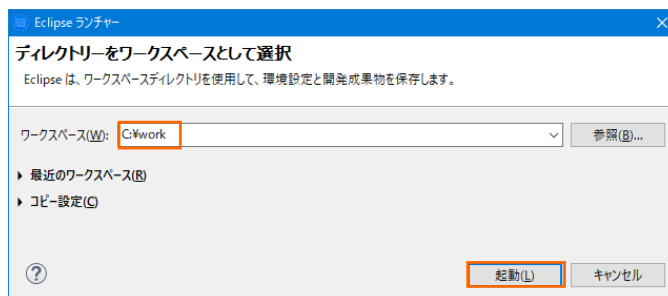 Eclipse ランチャー
ディレクトリーをワークスペースとして選択
Eclipse は、ワークスペースディレクトリを使用して、環境設定と開発成果物を保存します。
ワークスペース(W): C:¥work 参照(B)...
最近のワークスペース(R)
コピー設定(C)
? 起動(L) キャンセル